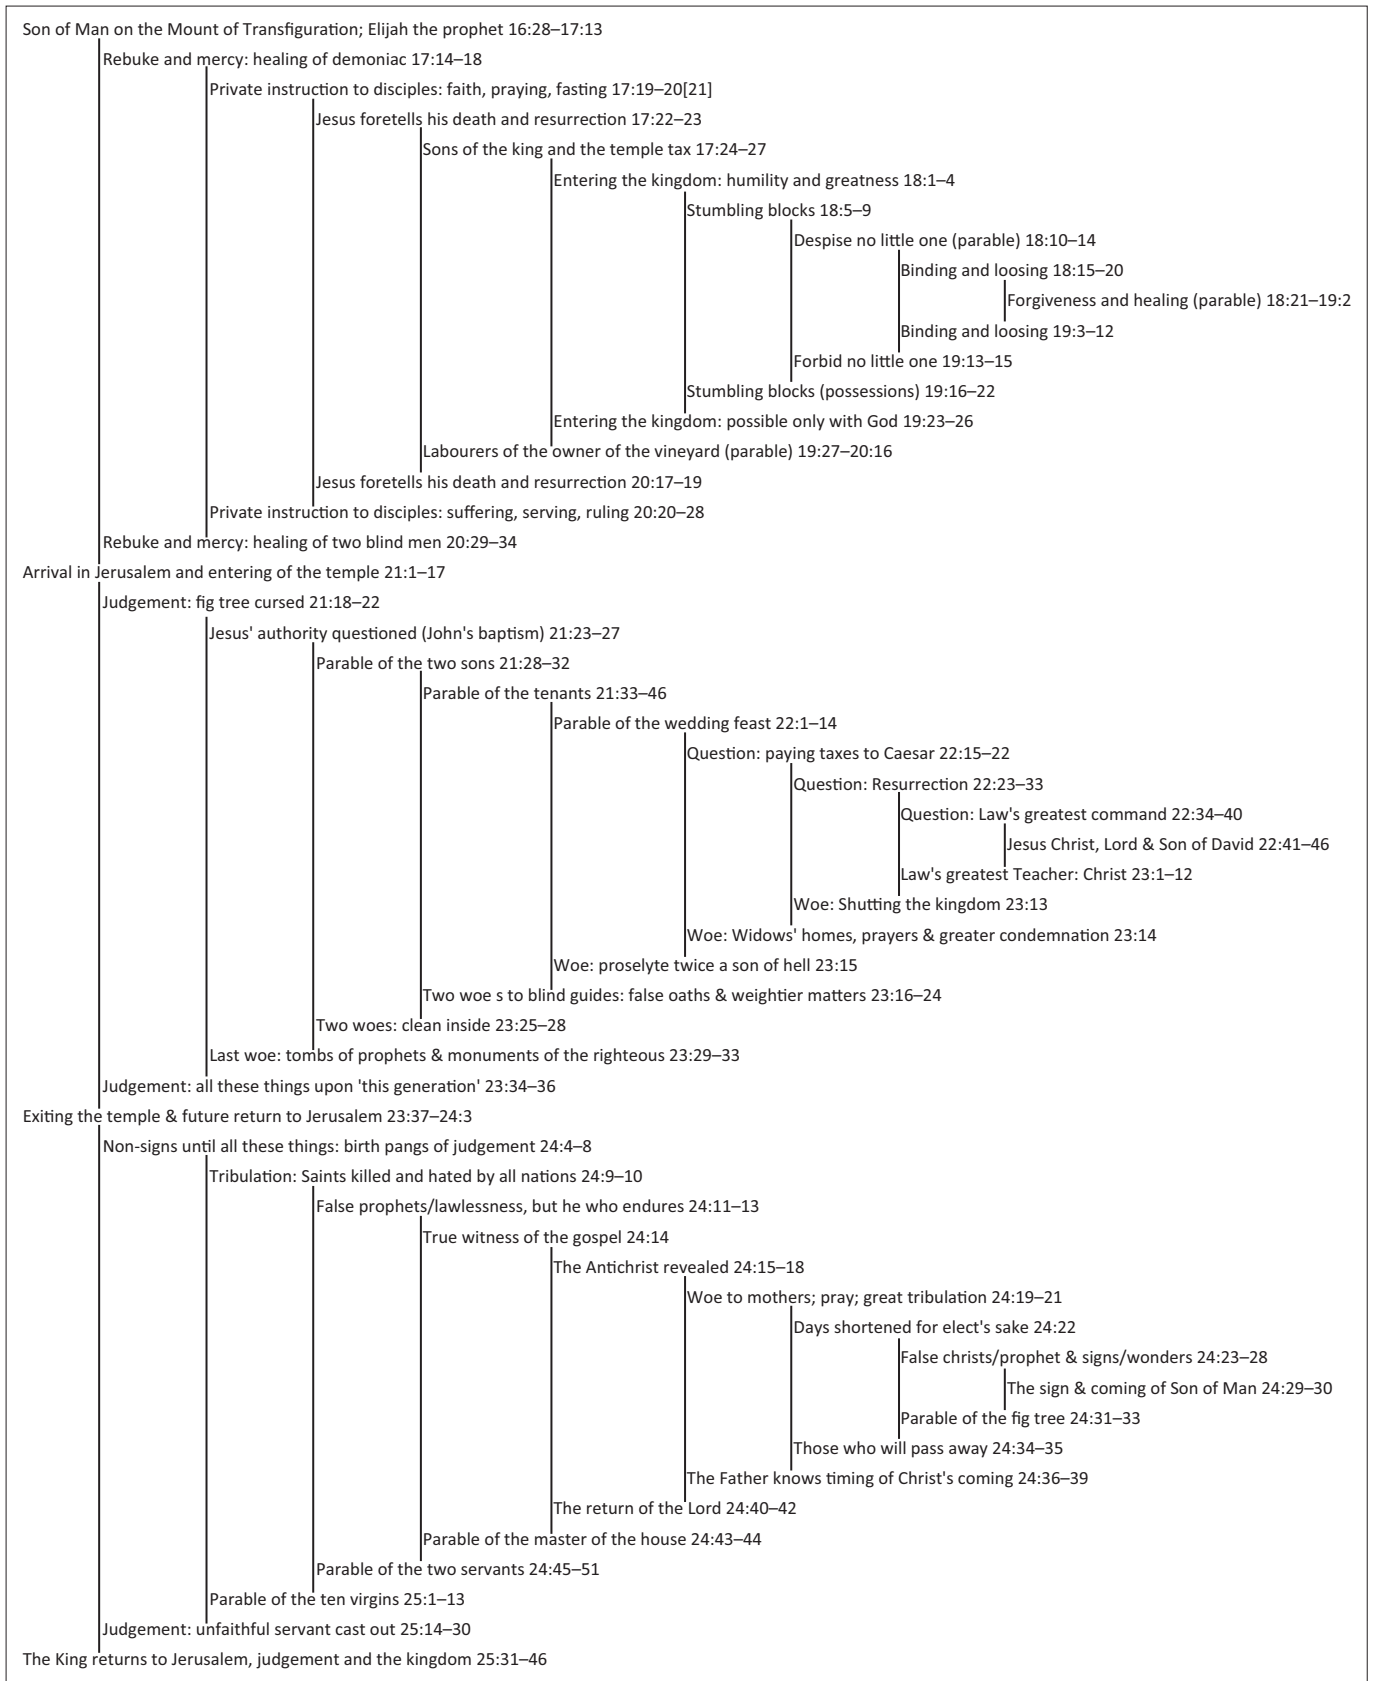 Son of Man on the Mount of Transfiguration; Elijah the prophet 16:28–17:13
Rebuke and mercy: healing of demoniac 17:14–18
Private instruction to disciples: faith, praying, fasting 17:19–20[21]
Jesus foretells his death and resurrection 17:22–23
Sons of the king and the temple tax 17:24–27
Entering the kingdom: humility and greatness 18:1–4
Stumbling blocks 18:5–9
Despise no little one (parable) 18:10–14
Binding and loosing 18:15–20
Forgiveness and healing (parable) 18:21–19:2
Binding and loosing 19:3–12
Forbid no little one 19:13–15
Stumbling blocks (possessions) 19:16–22
Entering the kingdom: possible only with God 19:23–26
Labourers of the owner of the vineyard (parable) 19:27–20:16
Jesus foretells his death and resurrection 20:17–19
Private instruction to disciples: suffering, serving, ruling 20:20–28
Rebuke and mercy: healing of two blind men 20:29–34
Arrival in Jerusalem and entering of the temple 21:1–17
Judgement: fig tree cursed 21:18–22
Jesus' authority questioned (John's baptism) 21:23–27
Parable of the two sons 21:28–32
Parable of the tenants 21:33–46
Parable of the wedding feast 22:1–14
Question: paying taxes to Caesar 22:15–22
Question: Resurrection 22:23–33
Question: Law's greatest command 22:34–40
Jesus Christ, Lord & Son of David 22:41–46
Law's greatest Teacher: Christ 23:1–12
Woe: Shutting the kingdom 23:13
Woe: Widows' homes, prayers & greater condemnation 23:14
Woe: proselyte twice a son of hell 23:15
Two woe s to blind guides: false oaths & weightier matters 23:16–24
Two woes: clean inside 23:25–28
Last woe: tombs of prophets & monuments of the righteous 23:29–33
Judgement: all these things upon 'this generation' 23:34–36
Exiting the temple & future return to Jerusalem 23:37–24:3
Non-signs until all these things: birth pangs of judgement 24:4–8
Tribulation: Saints killed and hated by all nations 24:9–10
False prophets/lawlessness, but he who endures 24:11–13
True witness of the gospel 24:14
The Antichrist revealed 24:15–18
Woe to mothers; pray; great tribulation 24:19–21
Days shortened for elect's sake 24:22
False christs/prophet & signs/wonders 24:23–28
The sign & coming of Son of Man 24:29–30
Parable of the fig tree 24:31–33
Those who will pass away 24:34–35
The Father knows timing of Christ's coming 24:36–39
The return of the Lord 24:40–42
Parable of the master of the house 24:43–44
Parable of the two servants 24:45–51
Parable of the ten virgins 25:1–13
Judgement: unfaithful servant cast out 25:14–30
The King returns to Jerusalem, judgement and the kingdom 25:31–46